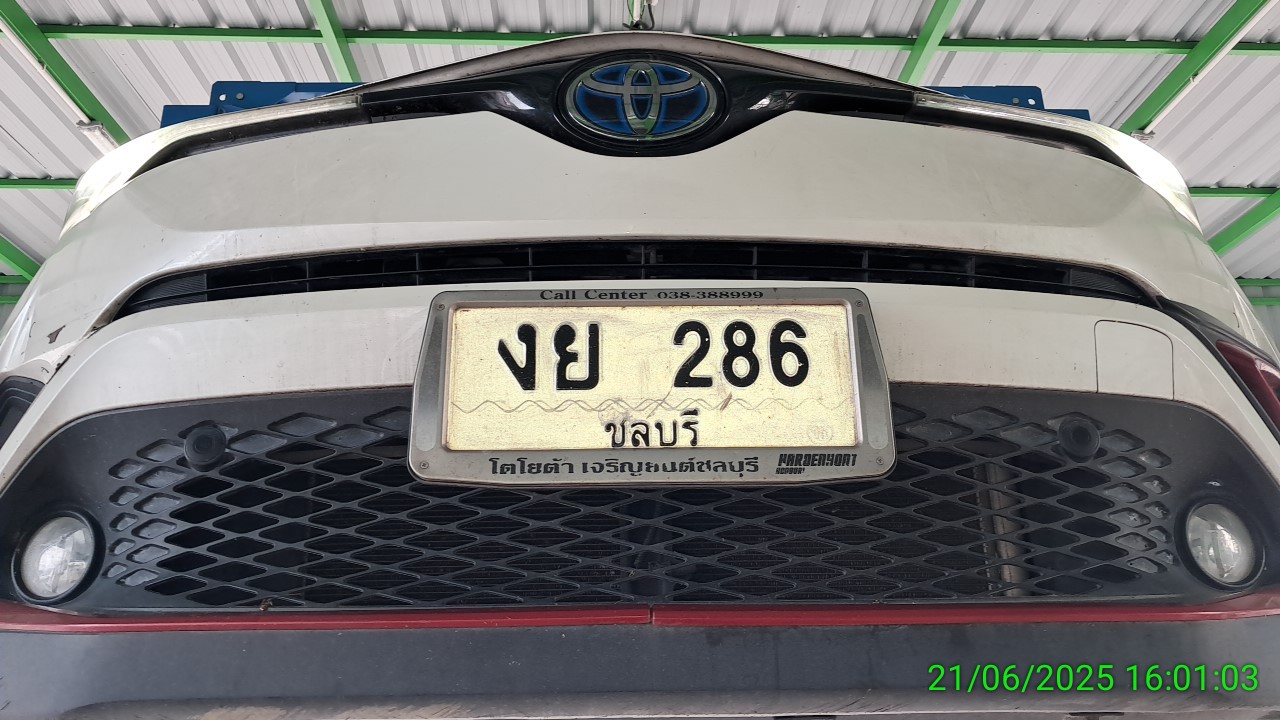 Call Center 038-388999
งย 286
ชลบุรี
โตโยต้า เจริญยนต์ชลบุรี
21/06/2025 16:01:03